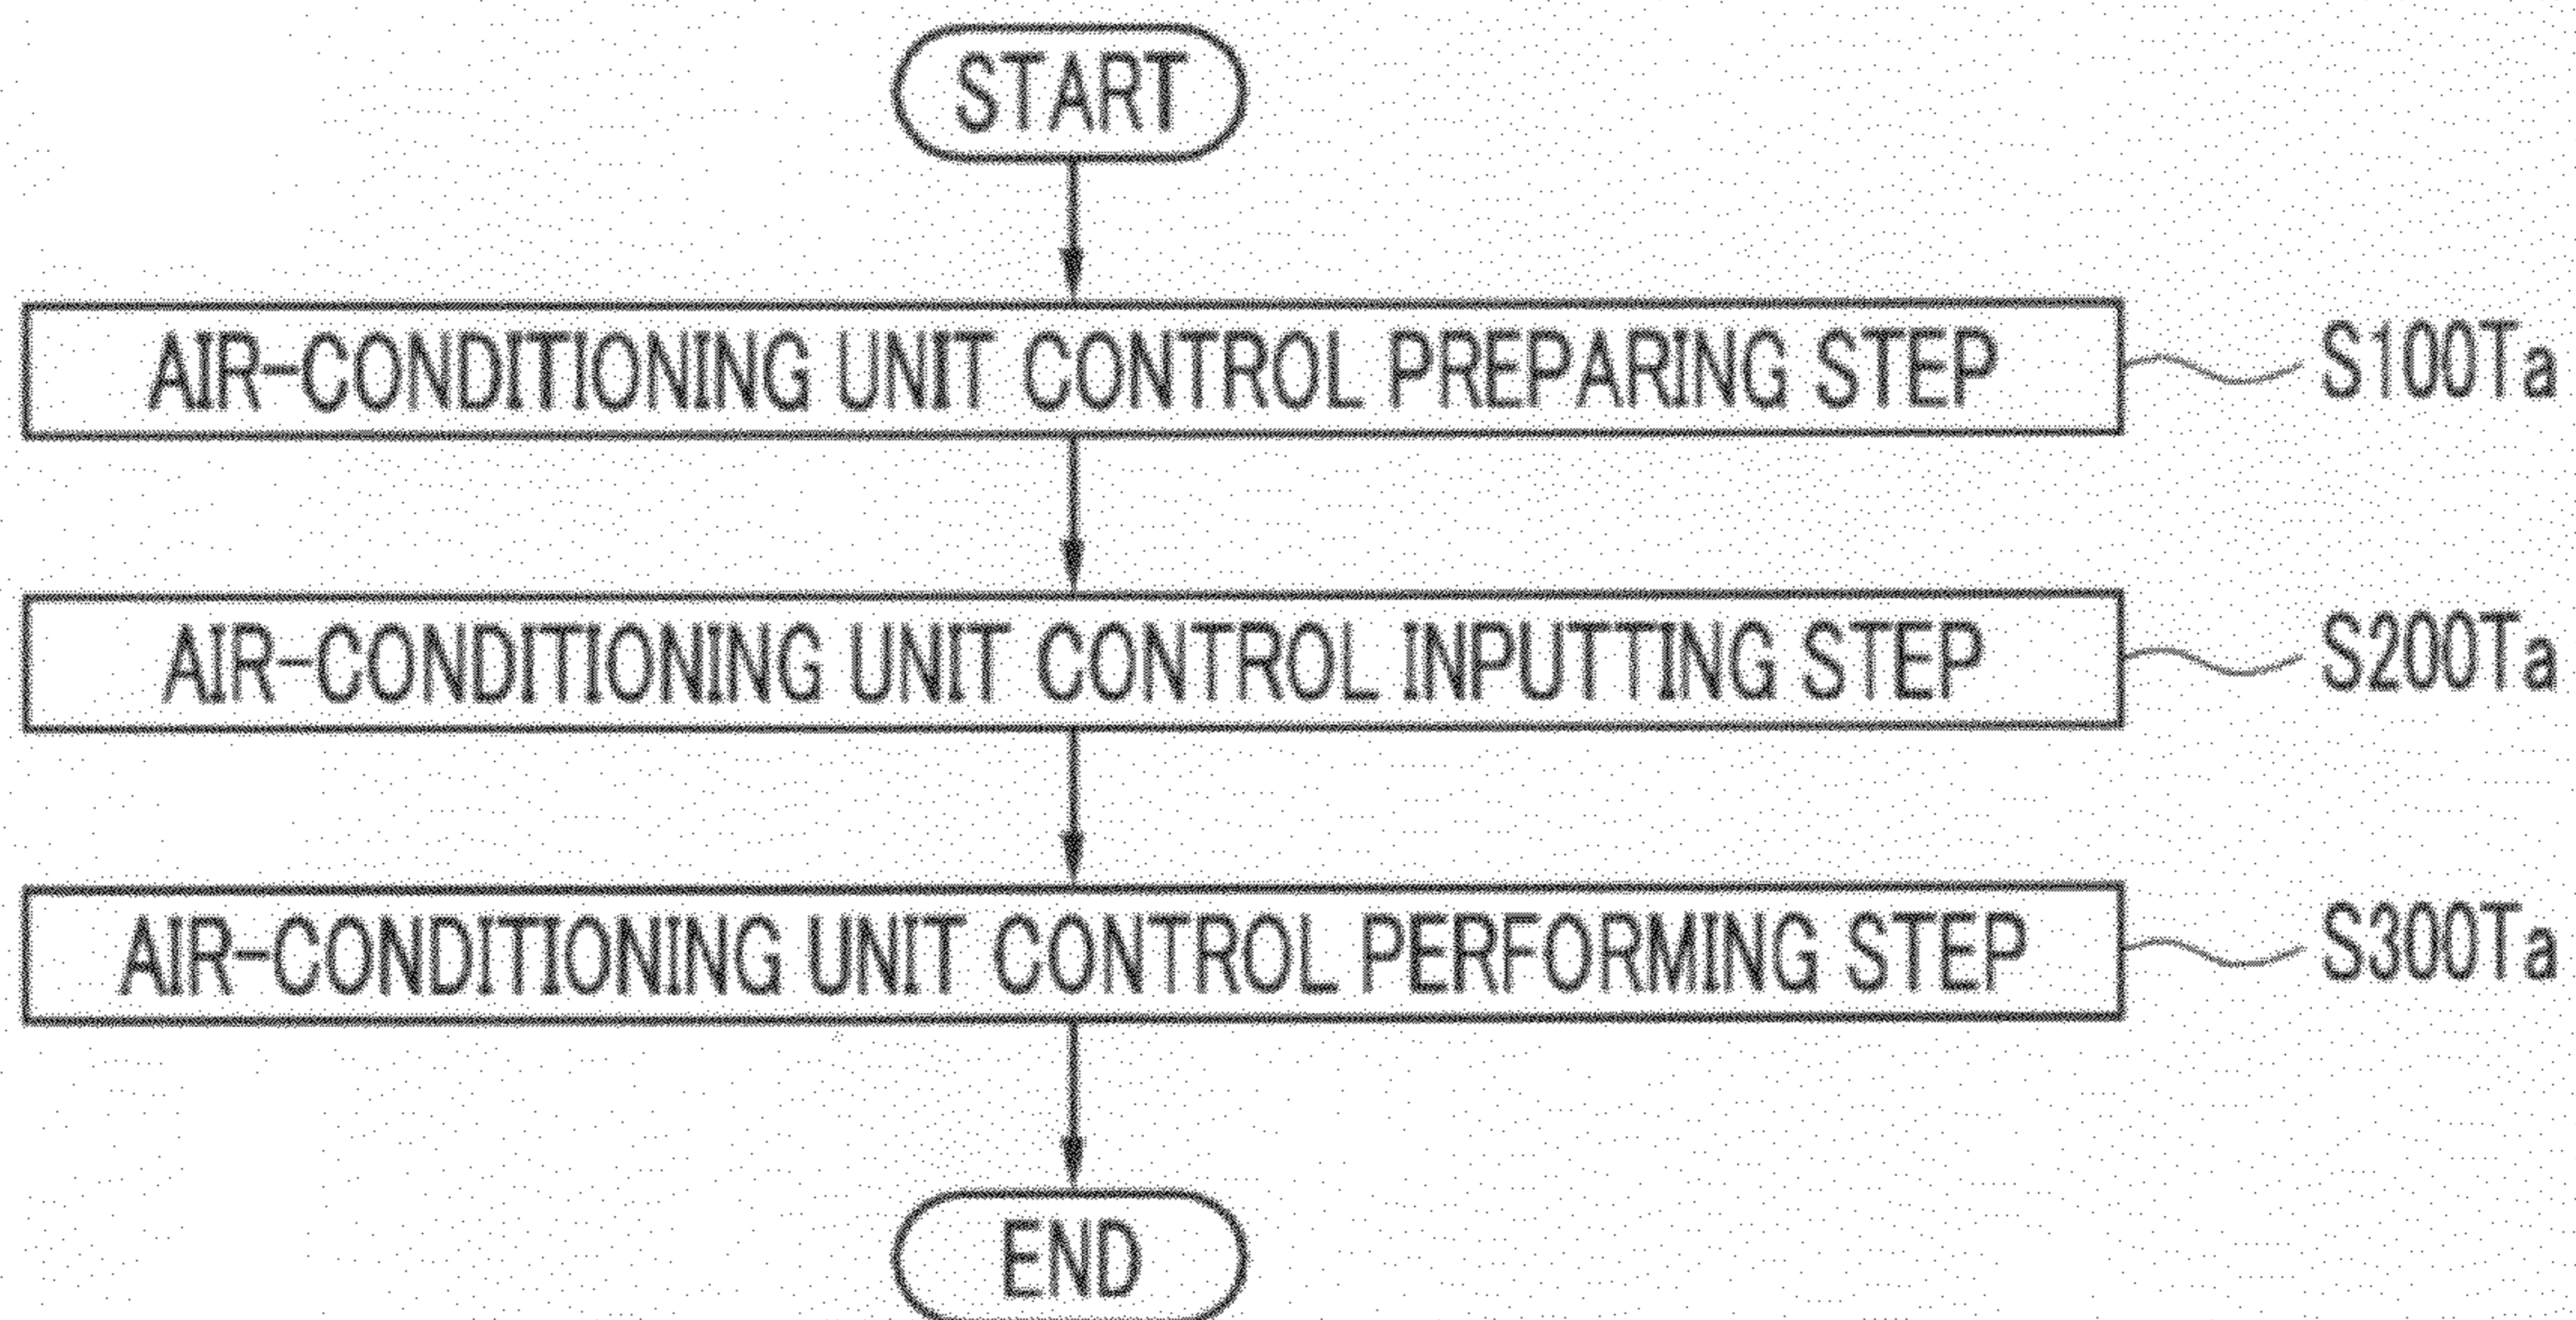 START
AIR-CONDITIONING UNIT CONTROL PREPARING STEP
S100Ta
AIR-CONDITIONING UNIT CONTROL INPUTTING STEP
S200Ta
AIR-CONDITIONING UNIT CONTROL PERFORMING STEP
S300Ta
END